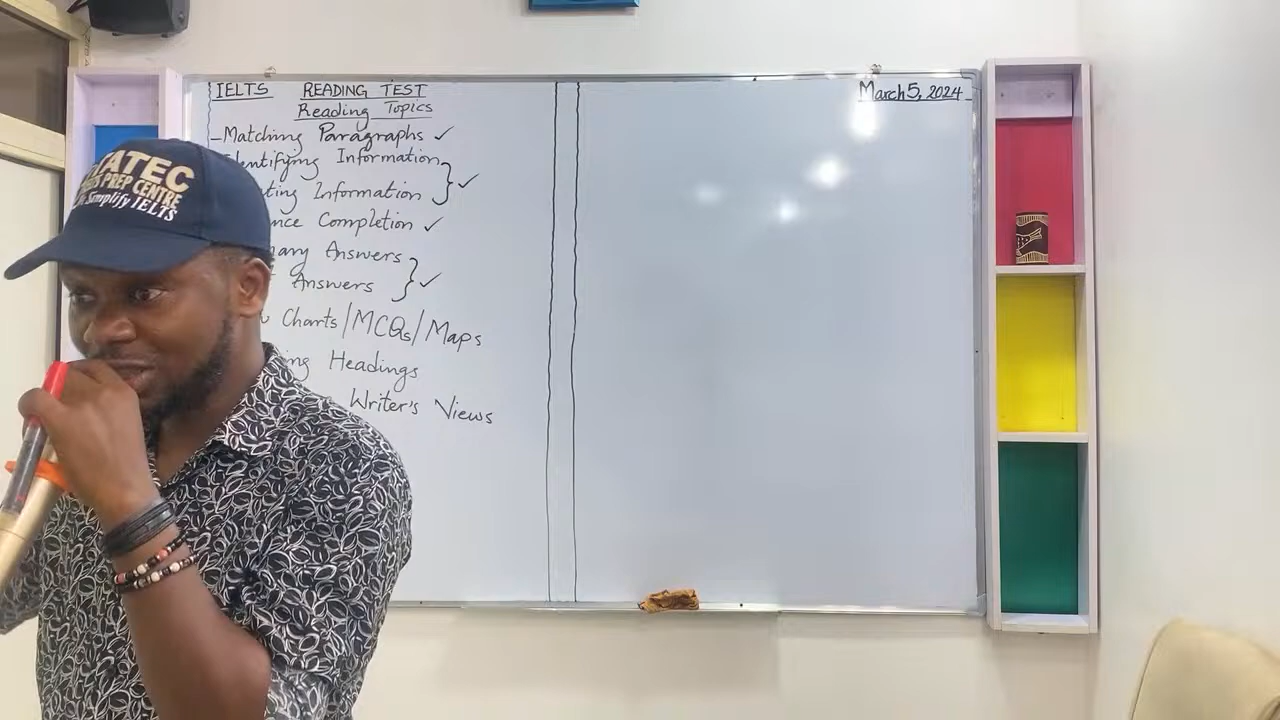 IELTS READING TEST
Reading Topics
March 5, 2024
- Matching Paragraphs ✓
Identifying Information
Information } ✓
Completion ✓
Answers
Answers } ✓
Charts/MCQs/Maps
Headings
Writer's Views
PREP CENTRE
Simplify IELTS